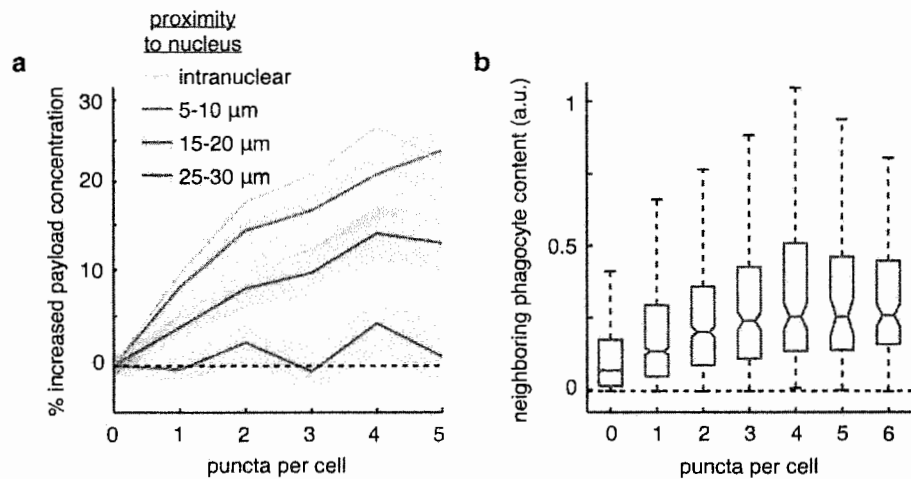 proximity
to nucleus
intranuclear
5-10 µm
15-20 µm
25-30 µm
a
% increased payload concentration
30
20
10
0
0 1 2 3 4 5
puncta per cell
b
neighboring phagocyte content (a.u.)
1
0.5
0
0 1 2 3 4 5 6
puncta per cell